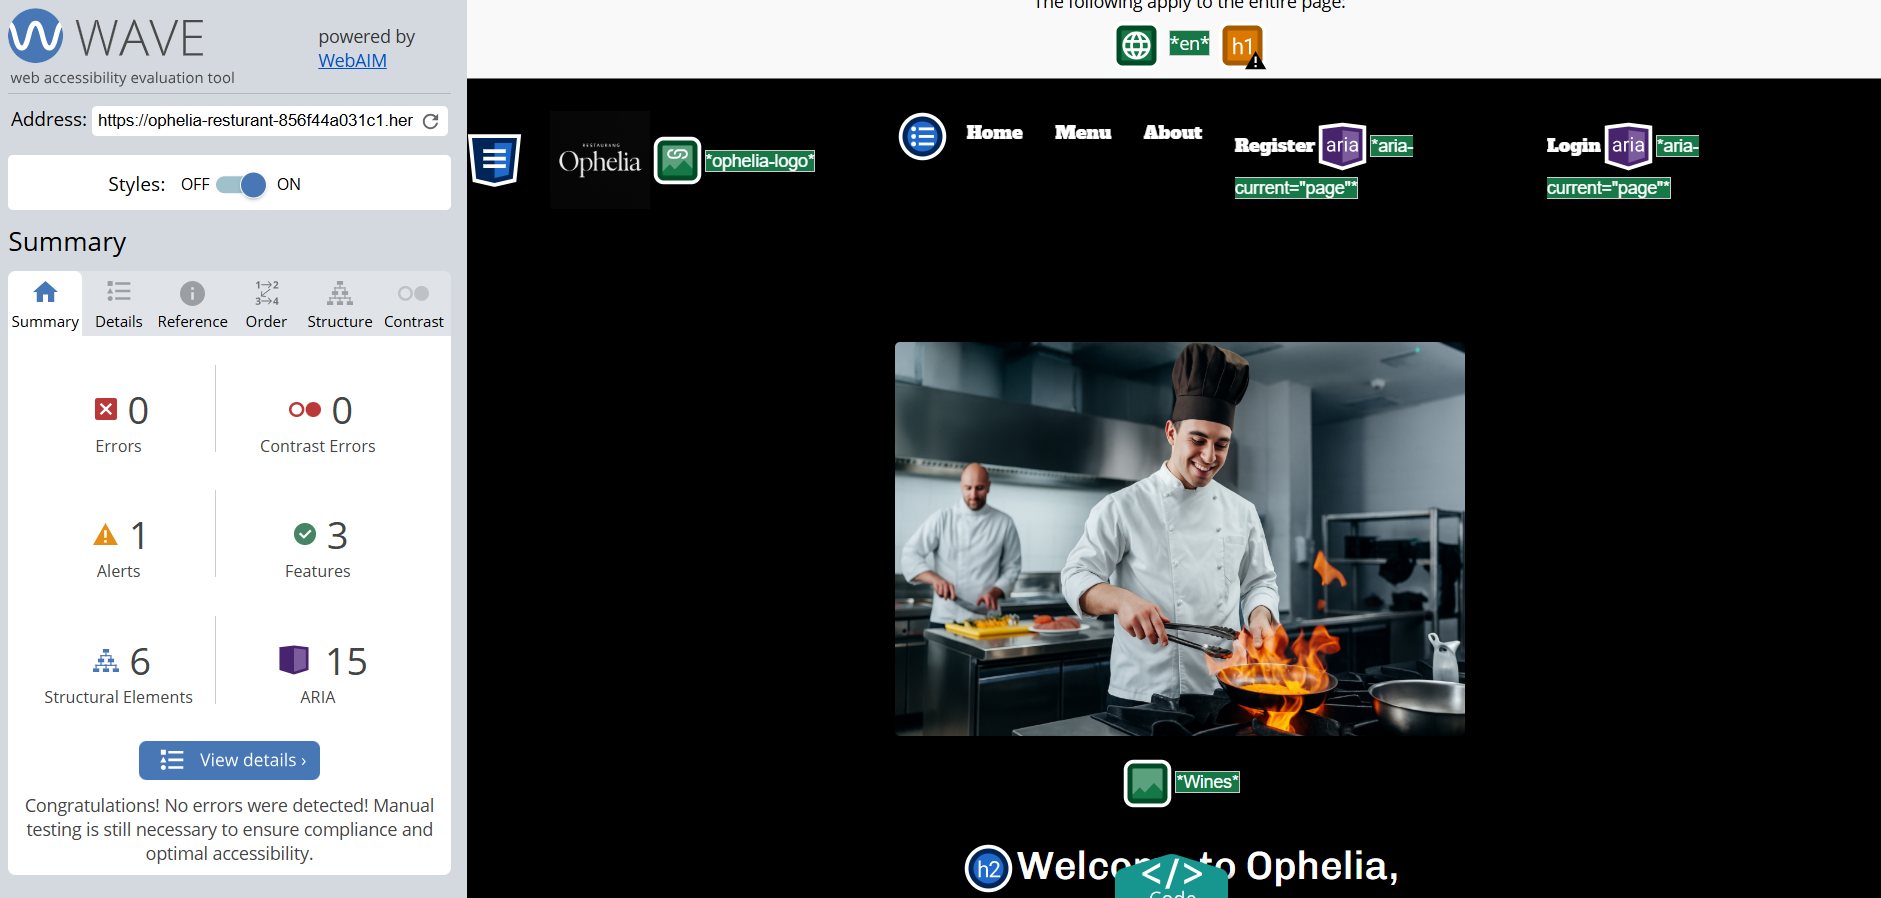 WAVE
web accessibility evaluation tool
powered by
WebAIM
Address: https://ophelia-resturant-856f44a031c1.her
Styles: OFF ON
Summary
Summary Details Reference Order Structure Contrast
0 Errors
0 Contrast Errors
1 Alerts
3 Features
6 Structural Elements
15 ARIA
View details ›
Congratulations! No errors were detected! Manual
testing is still necessary to ensure compliance and
optimal accessibility.
The following apply to the entire page:
*en* h1
RESTAURANG
Ophelia
*ophelia-logo*
Home Menu About
Register aria *aria-
current="page"*
Login aria *aria-
current="page"*
*Wines*
h2 Welcome to Ophelia,
</>
Code